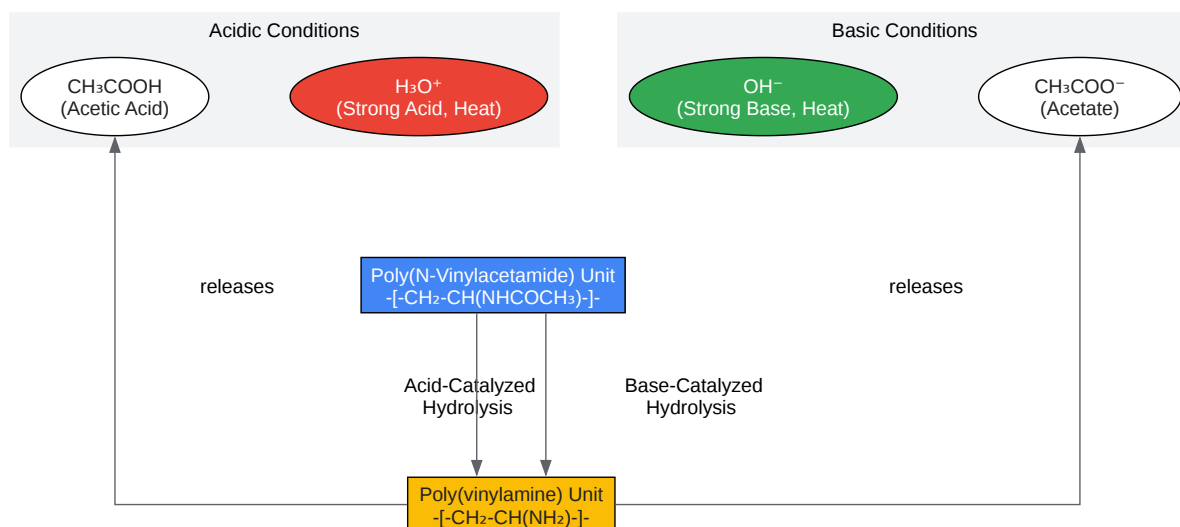 Acidic Conditions
Basic Conditions
CH₃COOH
(Acetic Acid)
H₃O⁺
(Strong Acid, Heat)
OH⁻
(Strong Base, Heat)
CH₃COO⁻
(Acetate)
releases
Poly(N-Vinylacetamide) Unit
-[-CH₂-CH(NHCOCH₃)-]-
releases
Acid-Catalyzed
Hydrolysis
Base-Catalyzed
Hydrolysis
Poly(vinylamine) Unit
-[-CH₂-CH(NH₂)-]-